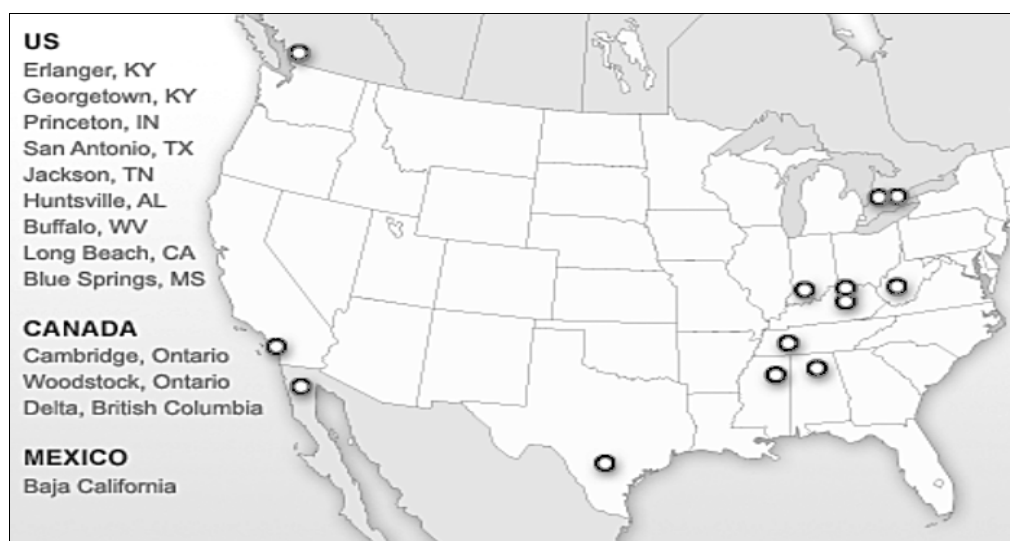 US
Erlanger, KY
Georgetown, KY
Princeton, IN
San Antonio, TX
Jackson, TN
Huntsville, AL
Buffalo, WV
Long Beach, CA
Blue Springs, MS
CANADA
Cambridge, Ontario
Woodstock, Ontario
Delta, British Columbia
MEXICO
Baja California